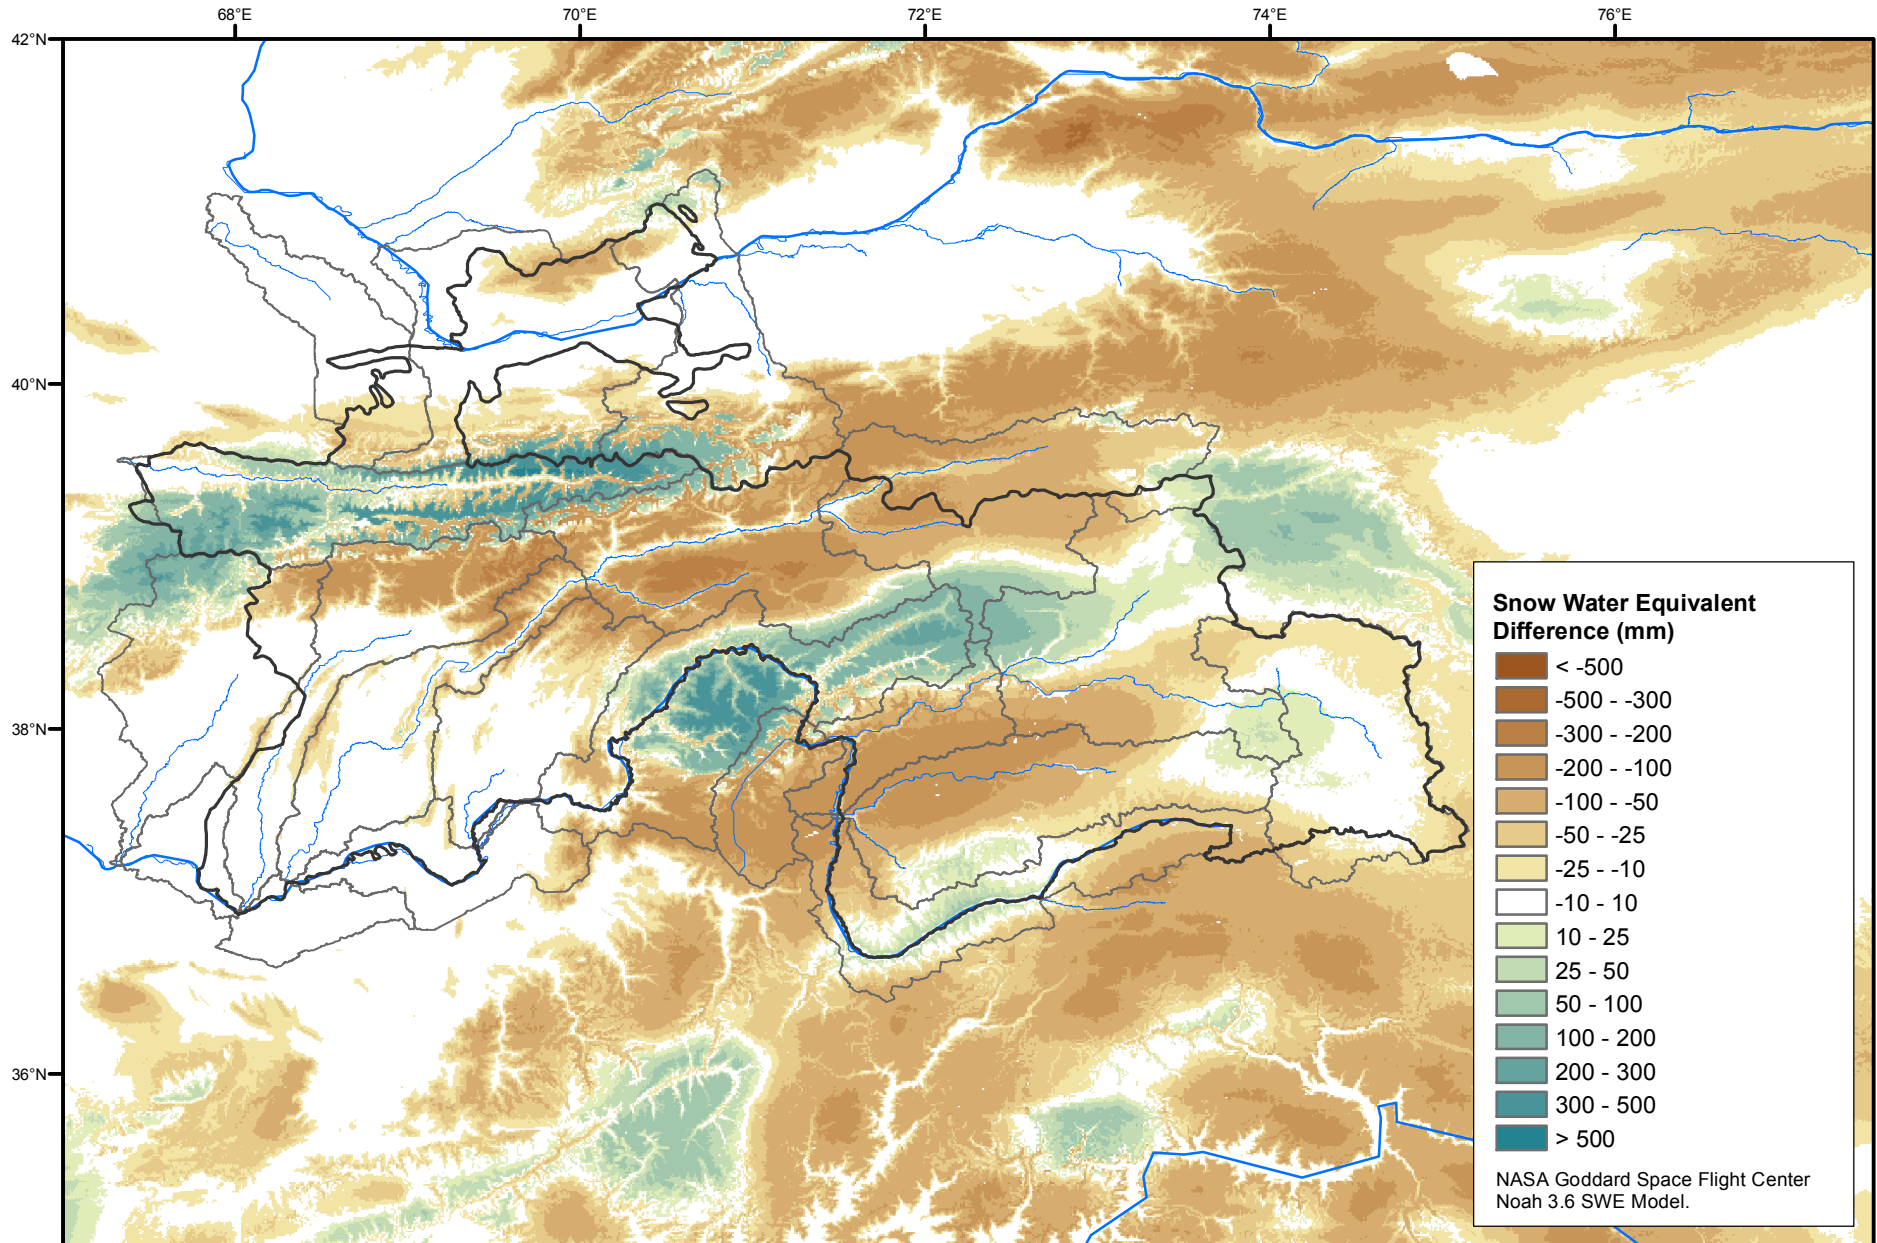 68°E 70°E 72°E 74°E 76°E
42°N
40°N
38°N
36°N
Snow Water Equivalent
Difference (mm)
< -500
-500 - -300
-300 - -200
-200 - -100
-100 - -50
-50 - -25
-25 - -10
-10 - 10
10 - 25
25 - 50
50 - 100
100 - 200
200 - 300
300 - 500
> 500
NASA Goddard Space Flight Center
Noah 3.6 SWE Model.